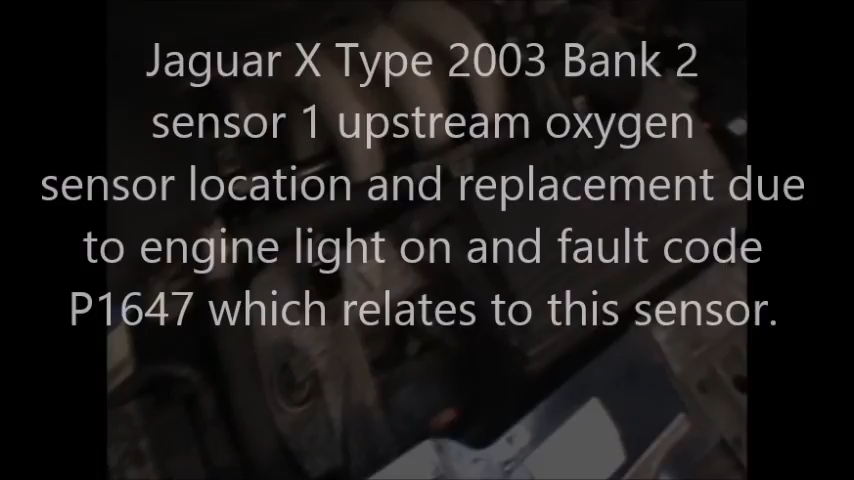 Jaguar X Type 2003 Bank 2
sensor 1 upstream oxygen
sensor location and replacement due
to engine light on and fault code
P1647 which relates to this sensor.